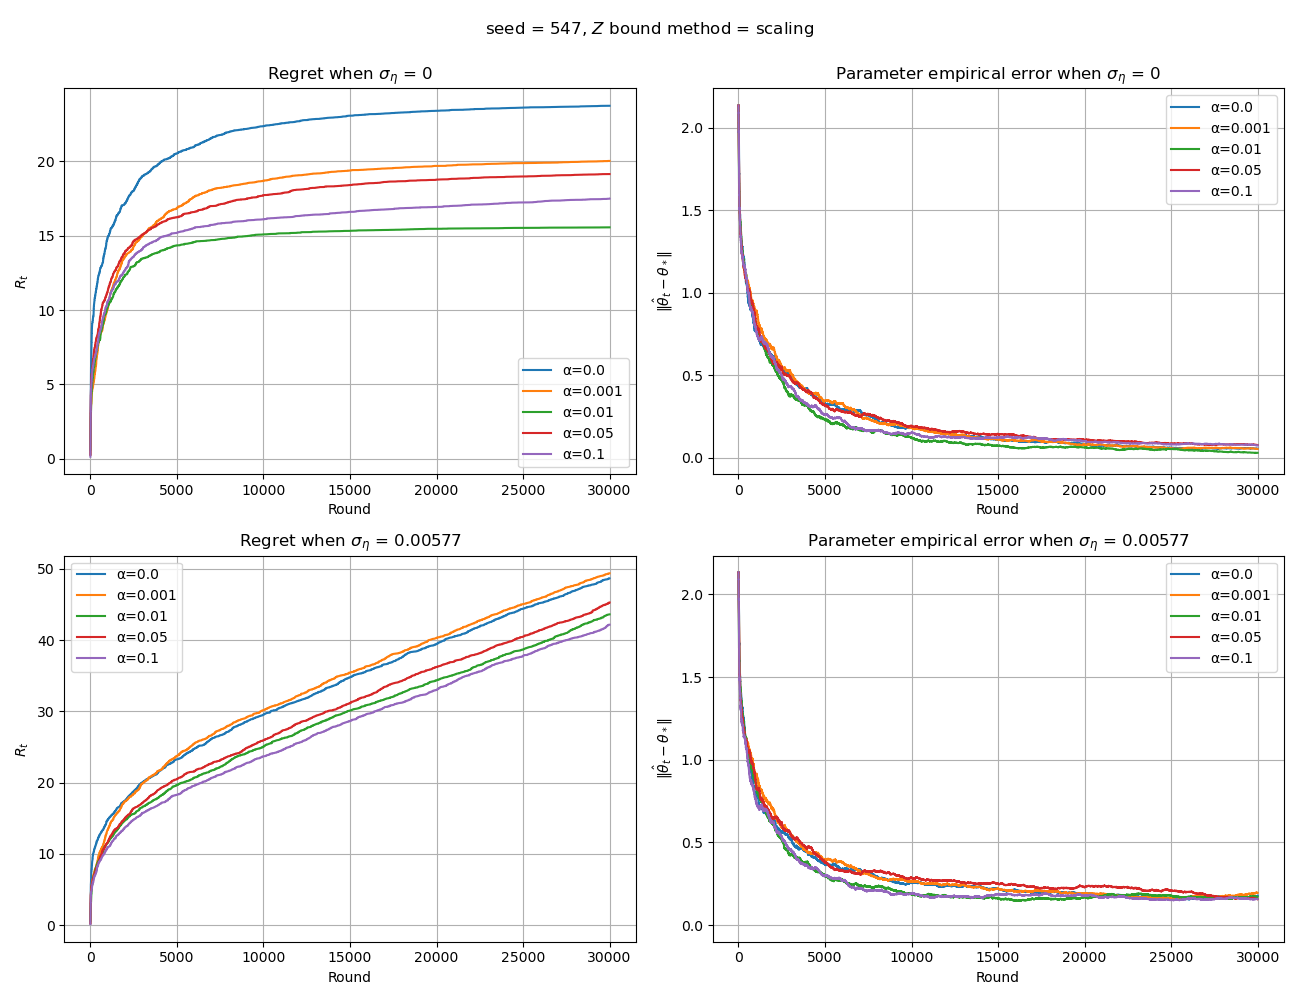 seed = 547, Z bound method = scaling
Regret when σ_η = 0
R_t
20
15
10
5
0
0 5000 10000 15000 20000 25000 30000
Round
α=0.0
α=0.001
α=0.01
α=0.05
α=0.1
Parameter empirical error when σ_η = 0
‖θ̂_t − θ_*‖
2.0
1.5
1.0
0.5
0.0
0 5000 10000 15000 20000 25000 30000
Round
α=0.0
α=0.001
α=0.01
α=0.05
α=0.1
Regret when σ_η = 0.00577
R_t
50
40
30
20
10
0
0 5000 10000 15000 20000 25000 30000
Round
α=0.0
α=0.001
α=0.01
α=0.05
α=0.1
Parameter empirical error when σ_η = 0.00577
‖θ̂_t − θ_*‖
2.0
1.5
1.0
0.5
0.0
0 5000 10000 15000 20000 25000 30000
Round
α=0.0
α=0.001
α=0.01
α=0.05
α=0.1